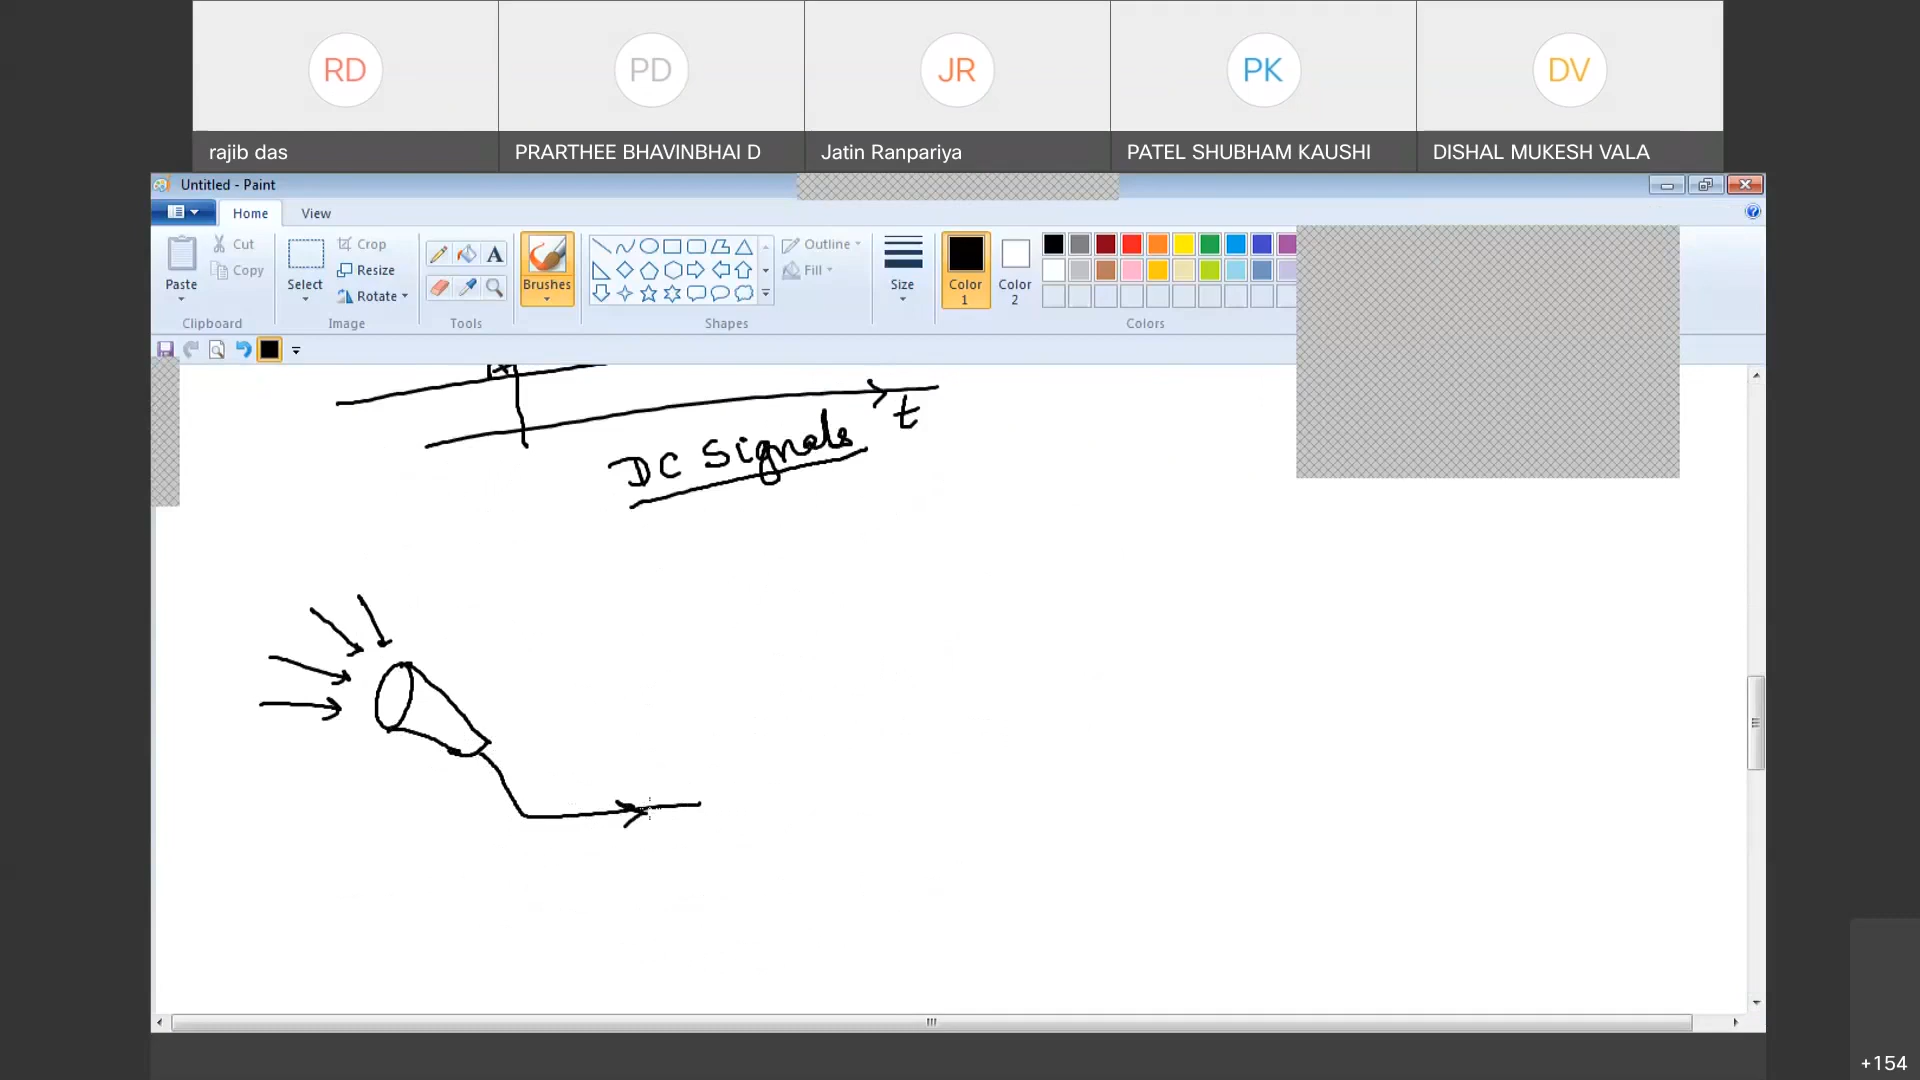 RD
PD
JR
PK
DV
rajib das
PRARTHEE BHAVINBHAI D
Jatin Ranpariya
PATEL SHUBHAM KAUSHI
DISHAL MUKESH VALA
Untitled - Paint
Home
View
Paste
Cut
Copy
Clipboard
Select
Crop
Resize
Rotate
Image
A
Tools
Brushes
Shapes
Outline
Fill
Size
Color 1
Color 2
Colors
t
DC Signals
+154